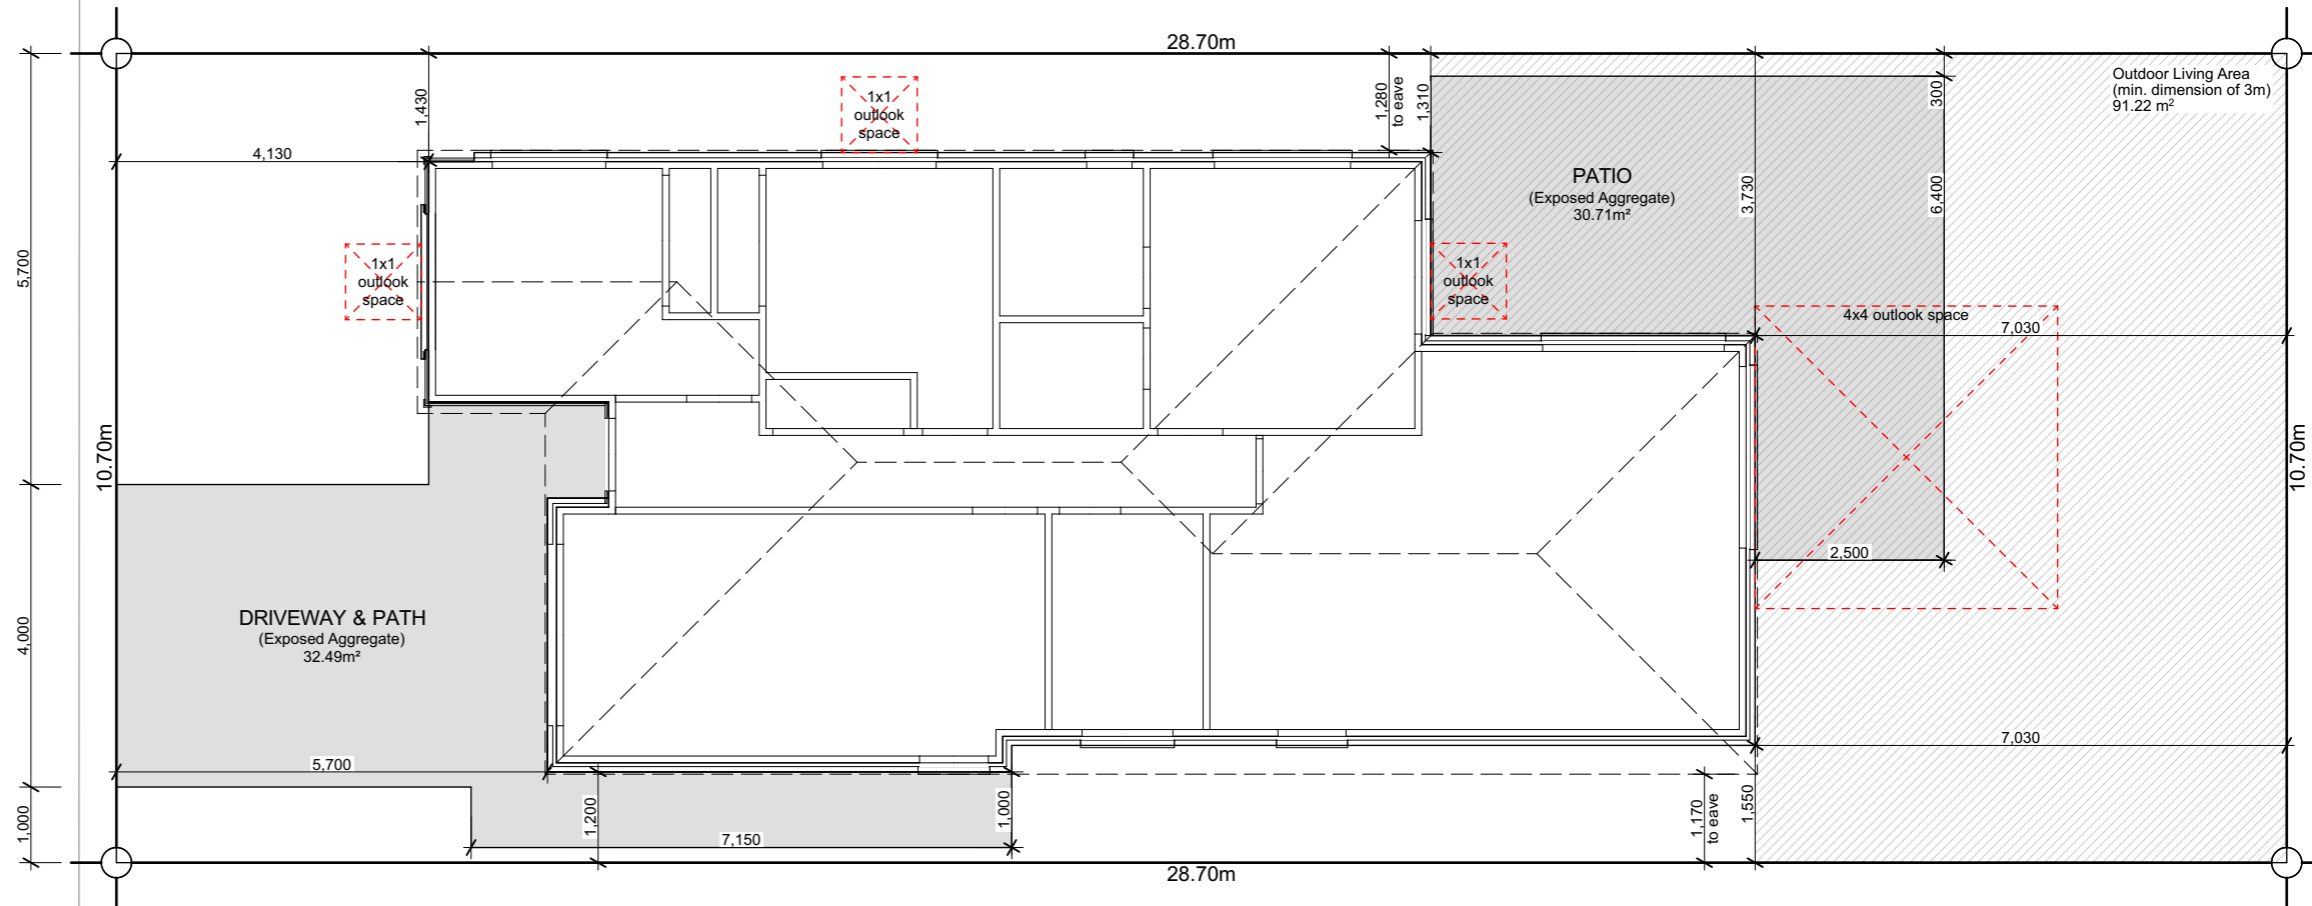 28.70m
Outdoor Living Area
(min. dimension of 3m)
91.22 m²
1,430
1x1
outlook
space
1,280
to eave
1,310
300
4,130
PATIO
(Exposed Aggregate)
30.71m²
3,730
6,400
5,700
1x1
outlook
space
1x1
outlook
space
4x4 outlook space
7,030
10.70m
10.70m
2,500
DRIVEWAY & PATH
(Exposed Aggregate)
32.49m²
4,000
5,700
7,030
1,000
1,200
7,150
1,000
1,170
to eave
1,550
28.70m